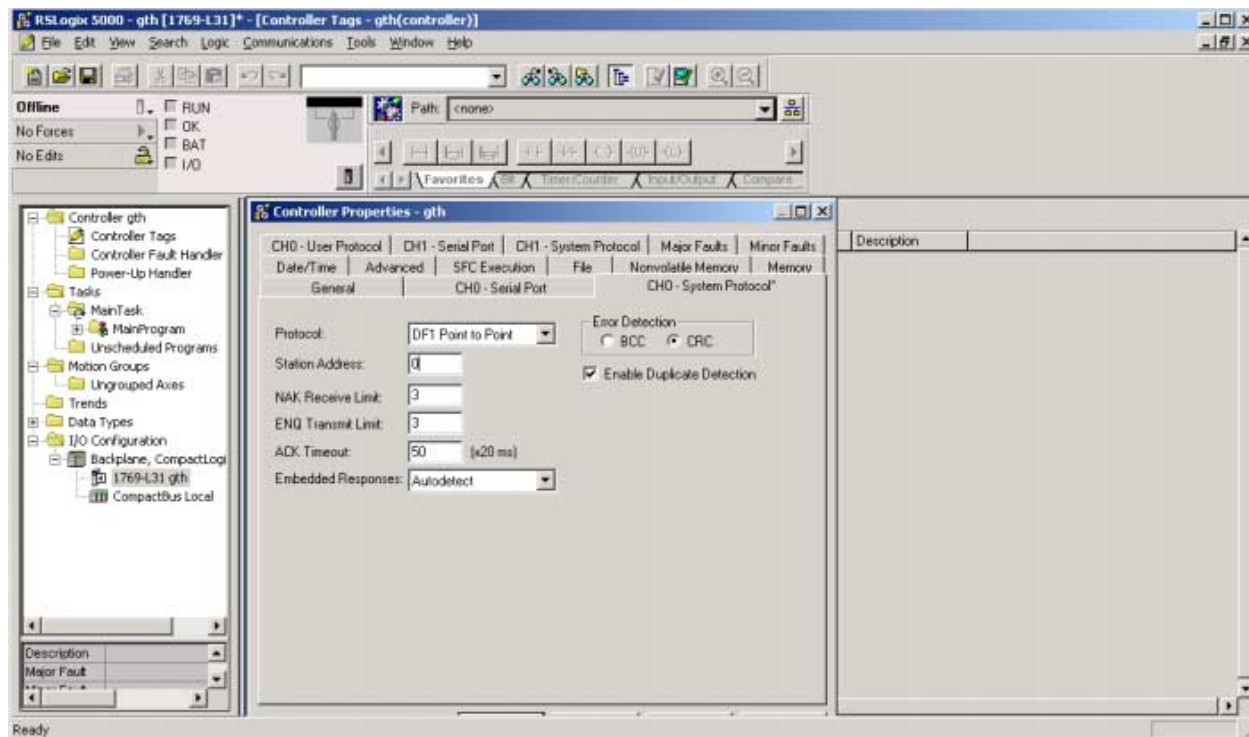 RSLogix 5000 - gth [1769-L31]* - [Controller Tags - gth(controller)]
File Edit View Search Logic Communications Tools Window Help
Offline
RUN
No Forces
OK
BAT
No Edits
I/O
Path: <none>
Favorites Bit Timer/Counter Input/Output Compare
Controller gth
Controller Tags
Controller Fault Handler
Power-Up Handler
Tasks
MainTask
MainProgram
Unscheduled Programs
Motion Groups
Ungrouped Axes
Trends
Data Types
I/O Configuration
Backplane, CompactLogi
1769-L31 gth
CompactBus Local
Description
Major Fault
Controller Properties - gth
CH0 - User Protocol CH1 - Serial Port CH1 - System Protocol Major Faults Minor Faults
Date/Time Advanced SFC Execution File Nonvolatile Memory Memory
General CH0 - Serial Port CH0 - System Protocol*
Protocol: DF1 Point to Point
Station Address: 0
NAK Receive Limit: 3
ENQ Transmit Limit: 3
ACK Timeout: 50 (x20 ms)
Embedded Responses: Autodetect
Error Detection
BCC CRC
Enable Duplicate Detection
Description
Ready